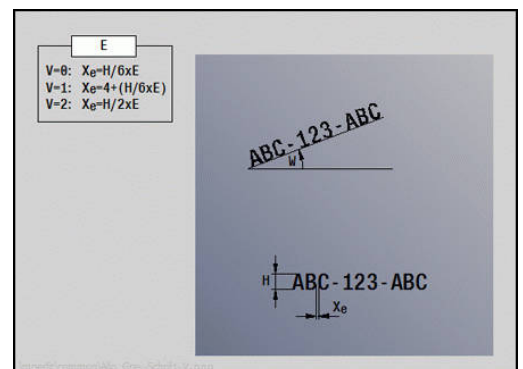 E
V=0: Xe=H/6xE
V=1: Xe=4+(H/6xE)
V=2: Xe=H/2xE
ABC-123-ABC
W
H
ABC-123-ABC
Xe